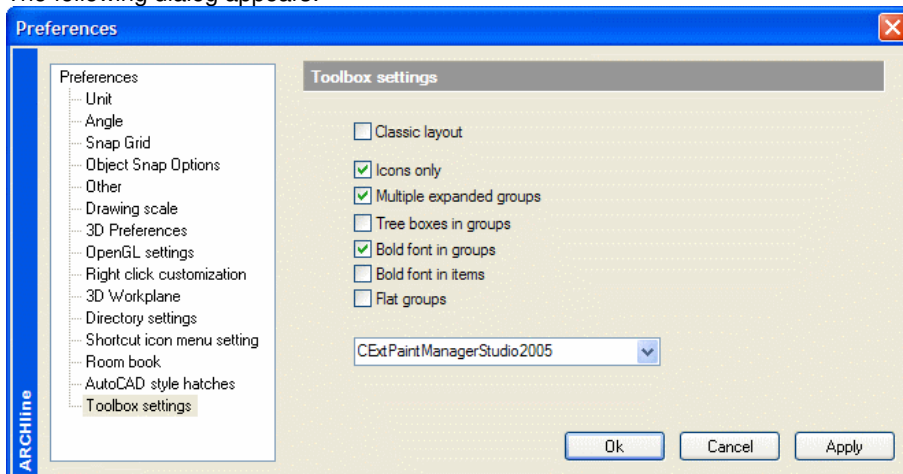 The following dialog appears:
Preferences
Preferences
Unit
Angle
Snap Grid
Object Snap Options
Other
Drawing scale
3D Preferences
OpenGL settings
Right click customization
3D Workplane
Directory settings
Shortcut icon menu setting
Room book
AutoCAD style hatches
Toolbox settings
Toolbox settings
Classic layout
Icons only
Multiple expanded groups
Tree boxes in groups
Bold font in groups
Bold font in items
Flat groups
CExtPaintManagerStudio2005
Ok
Cancel
Apply
ARCHline